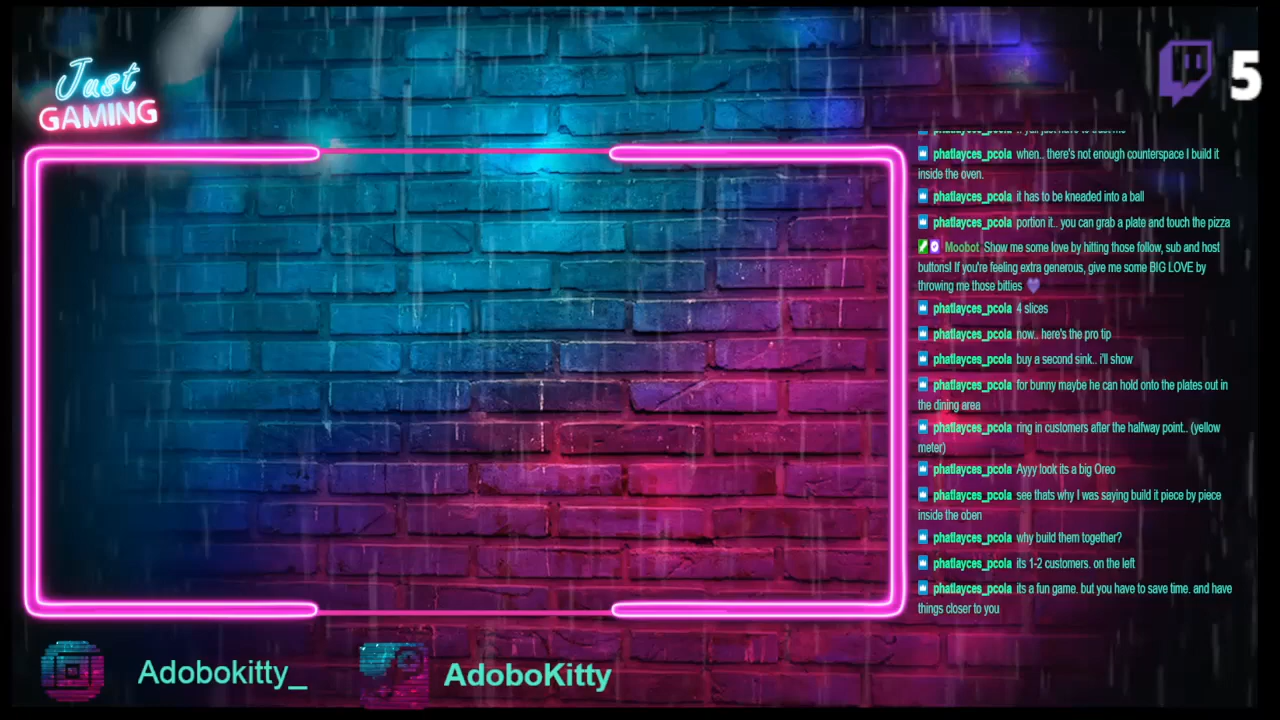 Just
GAMING
5
phatlayces_pcola if yall just have to trust me
phatlayces_pcola when.. there's not enough counterspace I build it
inside the oven.
phatlayces_pcola it has to be kneaded into a ball
phatlayces_pcola portion it.. you can grab a plate and touch the pizza
Moobot Show me some love by hitting those follow, sub and host
buttons! If you're feeling extra generous, give me some BIG LOVE by
throwing me those bitties 💜
phatlayces_pcola 4 slices
phatlayces_pcola now.. here's the pro tip
phatlayces_pcola buy a second sink.. i'll show
phatlayces_pcola for bunny maybe he can hold onto the plates out in
the dining area
phatlayces_pcola ring in customers after the halfway point.. (yellow
meter)
phatlayces_pcola Ayyy look its a big Oreo
phatlayces_pcola see thats why I was saying build it piece by piece
inside the oben
phatlayces_pcola why build them together?
phatlayces_pcola its 1-2 customers. on the left
phatlayces_pcola its a fun game. but you have to save time. and have
things closer to you
Adobokitty_
AdoboKitty